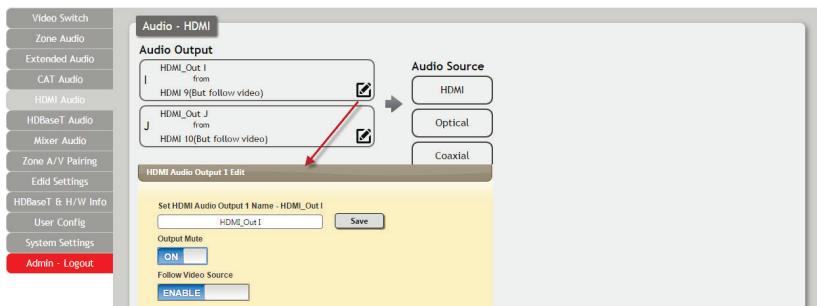 Video Switch
Zone Audio
Extended Audio
CAT Audio
HDMI Audio
HDBaseT Audio
Mixer Audio
Zone A/V Pairing
Edid Settings
HDBaseT & H/W Info
User Config
System Settings
Admin - Logout
Audio - HDMI
Audio Output
HDMI_Out I
I
from
HDMI 9(But follow video)
HDMI_Out J
J
from
HDMI 10(But follow video)
Audio Source
HDMI
Optical
Coaxial
HDMI Audio Output I Edit
Set HDMI Audio Output 1 Name - HDMI_Out I
HDMI_Out I
Save
Output Mute
ON
Follow Video Source
ENABLE